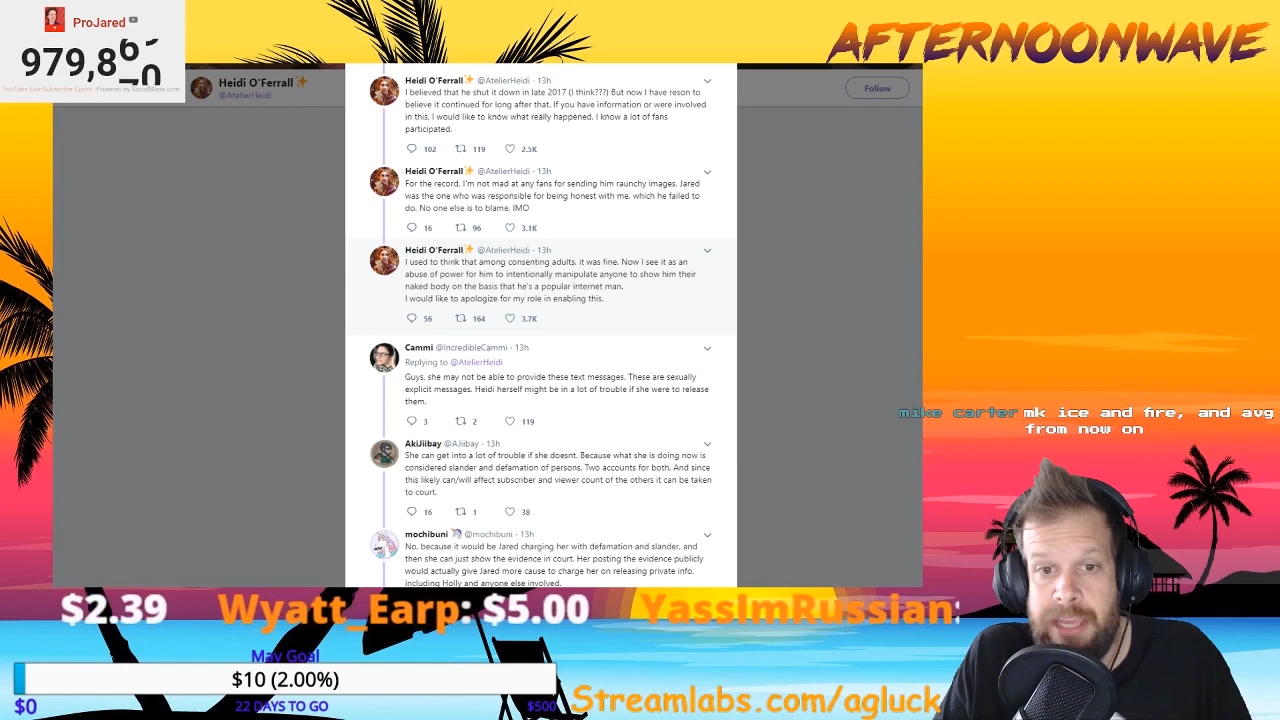 ProJared
979,8
YouTube Live Subscriber Count - Powered by SocialBlade.com
AFTERNOONWAVE
Heidi O'Ferrall✨
@AtelierHeidi
Follow
Heidi O'Ferrall✨ @AtelierHeidi · 13h
I believed that he shut it down in late 2017 (I think???) But now I have reson to
believe it continued for long after that. If you have information or were involved
in this, I would like to know what really happened. I know a lot of fans
participated.
102 119 2.5K
Heidi O'Ferrall✨ @AtelierHeidi · 13h
For the record, I'm not mad at any fans for sending him raunchy images. Jared
was the one who was responsible for being honest with me, which he failed to
do. No one else is to blame, IMO
16 96 3.1K
Heidi O'Ferrall✨ @AtelierHeidi · 13h
I used to think that among consenting adults, it was fine. Now I see it as an
abuse of power for him to intentionally manipulate anyone to show him their
naked body on the basis that he's a popular internet man.
I would like to apologize for my role in enabling this.
56 164 3.7K
Cammi @IncredibleCammi · 13h
Replying to @AtelierHeidi
Guys, she may not be able to provide these text messages. These are sexually
explicit messages. Heidi herself might be in a lot of trouble if she were to release
them.
3 2 119
AkiJiibay @AJiibay · 13h
She can get into a lot of trouble if she doesnt. Because what she is doing now is
considered slander and defamation of persons. Two accounts for both. And since
this likely can/will affect subscriber and viewer count of the others it can be taken
to court.
16 1 38
mochibuni @mochibuni · 13h
No, because it would be Jared charging her with defamation and slander, and
then she can just show the evidence in court. Her posting the evidence publicly
would actually give Jared more cause to charge her on releasing private info,
including Holly and anyone else involved.
mike carter mk ice and fire, and avg
from now on
$2.39 Wyatt_Earp: $5.00 YassImRussian:
May Goal
$10 (2.00%)
$0 22 DAYS TO GO $500
Streamlabs.com/agluck